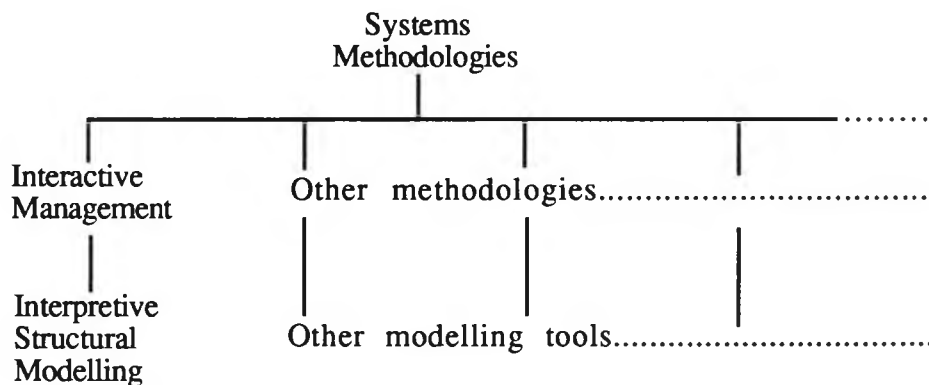 Systems
Methodologies
Interactive
Management
Other methodologies..............................
Interpretive
Structural
Modelling
Other modelling tools............................